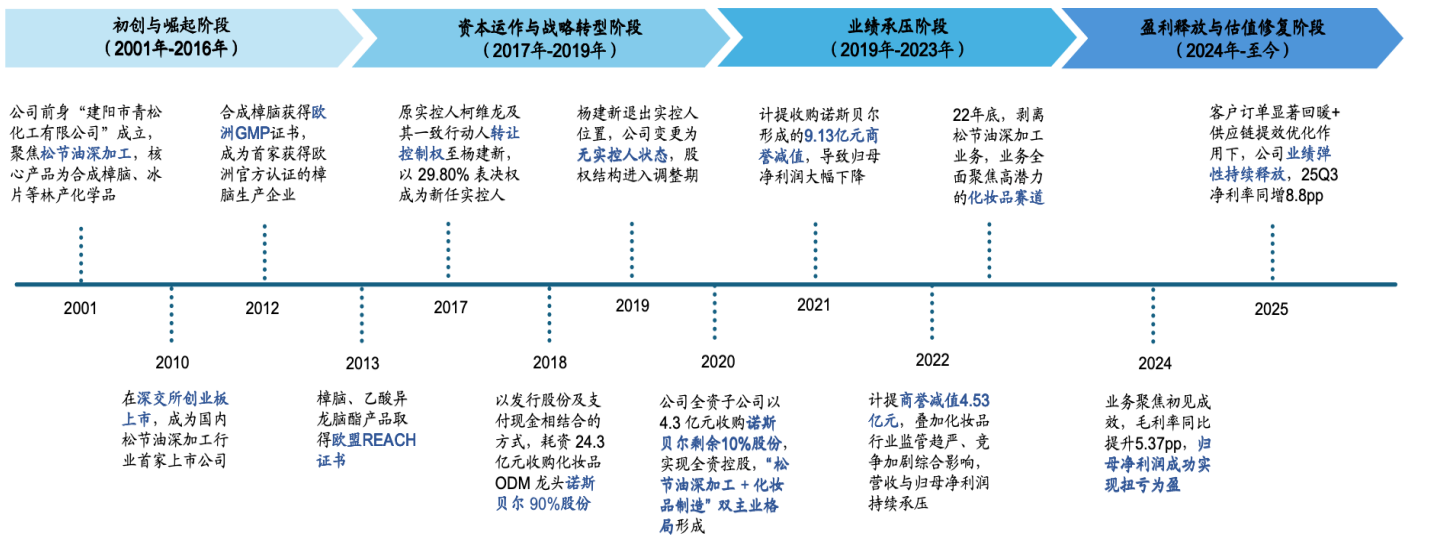 初创与崛起阶段
（2001年-2016年）
资本运作与战略转型阶段
（2017年-2019年）
业绩承压阶段
（2019年-2023年）
盈利释放与估值修复阶段
（2024年-至今）
公司前身“建阳市青松
化工有限公司”成立，
聚焦松节油深加工，核
心产品为合成樟脑、冰
片等林产化学品
合成樟脑获得欧
洲GMP证书，
成为首家获得欧
洲官方认证的樟
脑生产企业
原实控人柯维龙及
其一致行动人转让
控制权至杨建新，
以 29.80% 表决权
成为新任实控人
杨建新退出实控人
位置，公司变更为
无实控人状态，股
权结构进入调整期
计提收购诺斯贝尔
形成的9.13亿元商
誉减值，导致归母
净利润大幅下降
22年底，剥离
松节油深加工
业务，业务全
面聚焦高潜力
的化妆品赛道
客户订单显著回暖+
供应链提效优化作
用下，公司业绩弹
性持续释放，25Q3
净利率同增8.8pp
2001
2012
2017
2019
2021
2025
2010
2013
2018
2020
2022
2024
在深交所创业板
上市，成为国内
松节油深加工行
业首家上市公司
樟脑、乙酸异
龙脑酯产品取
得欧盟REACH
证书
以发行股份及支
付现金相结合的
方式，耗资 24.3
亿元收购化妆品
ODM 龙头诺斯
贝尔 90%股份
公司全资子公司以
4.3 亿元收购诺斯
贝尔剩余10%股份，
实现全资控股，“松
节油深加工 + 化妆
品制造”双主业格
局形成
计提商誉减值4.53
亿元，叠加化妆品
行业监管趋严、竞
争加剧综合影响，
营收与归母净利润
持续承压
业务聚焦初见成
效，毛利率同比
提升5.37pp，归
母净利润成功实
现扭亏为盈